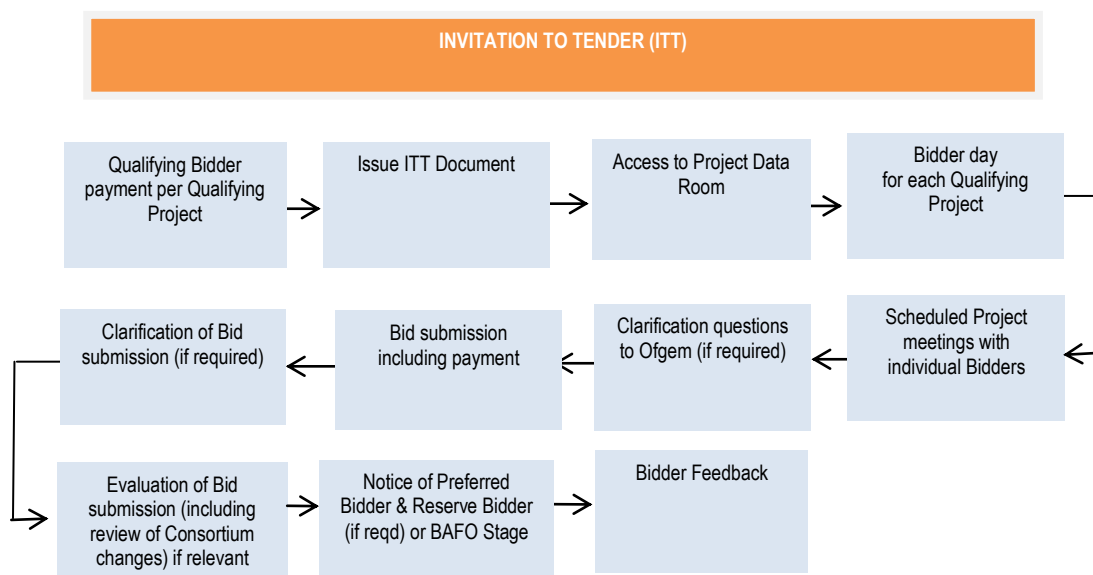 INVITATION TO TENDER (ITT)
Qualifying Bidder
payment per Qualifying
Project
Issue ITT Document
Access to Project Data
Room
Bidder day
for each Qualifying
Project
Clarification of Bid
submission (if required)
Bid submission
including payment
Clarification questions
to Ofgem (if required)
Scheduled Project
meetings with
individual Bidders
Evaluation of Bid
submission (including
review of Consortium
changes) if relevant
Notice of Preferred
Bidder & Reserve Bidder
(if reqd) or BAFO Stage
Bidder Feedback